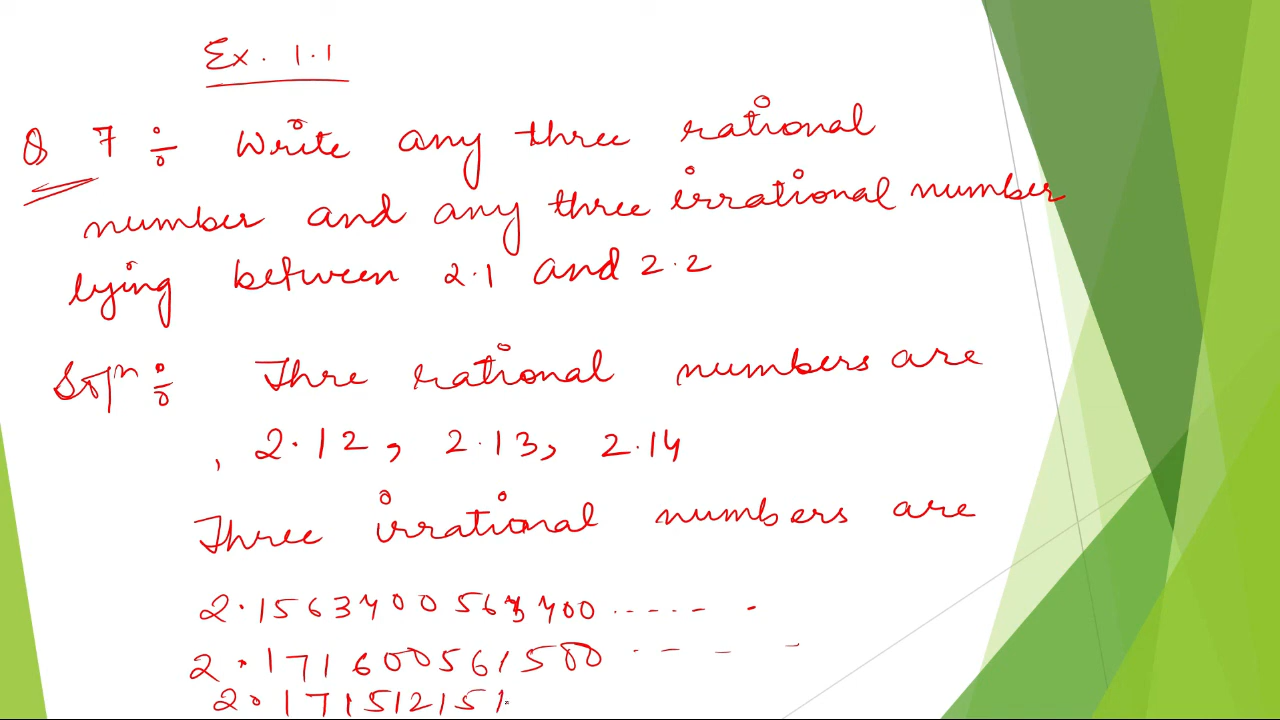 Ex. 1.1
Q 7 ÷ Write any three rational
number and any three irrational number
lying between 2.1 and 2.2
Solⁿ ÷ Thre rational numbers are
, 2.12, 2.13, 2.14
Three irrational numbers are
2.1563400563400 ........
2.171600561500 .....
2.171512151